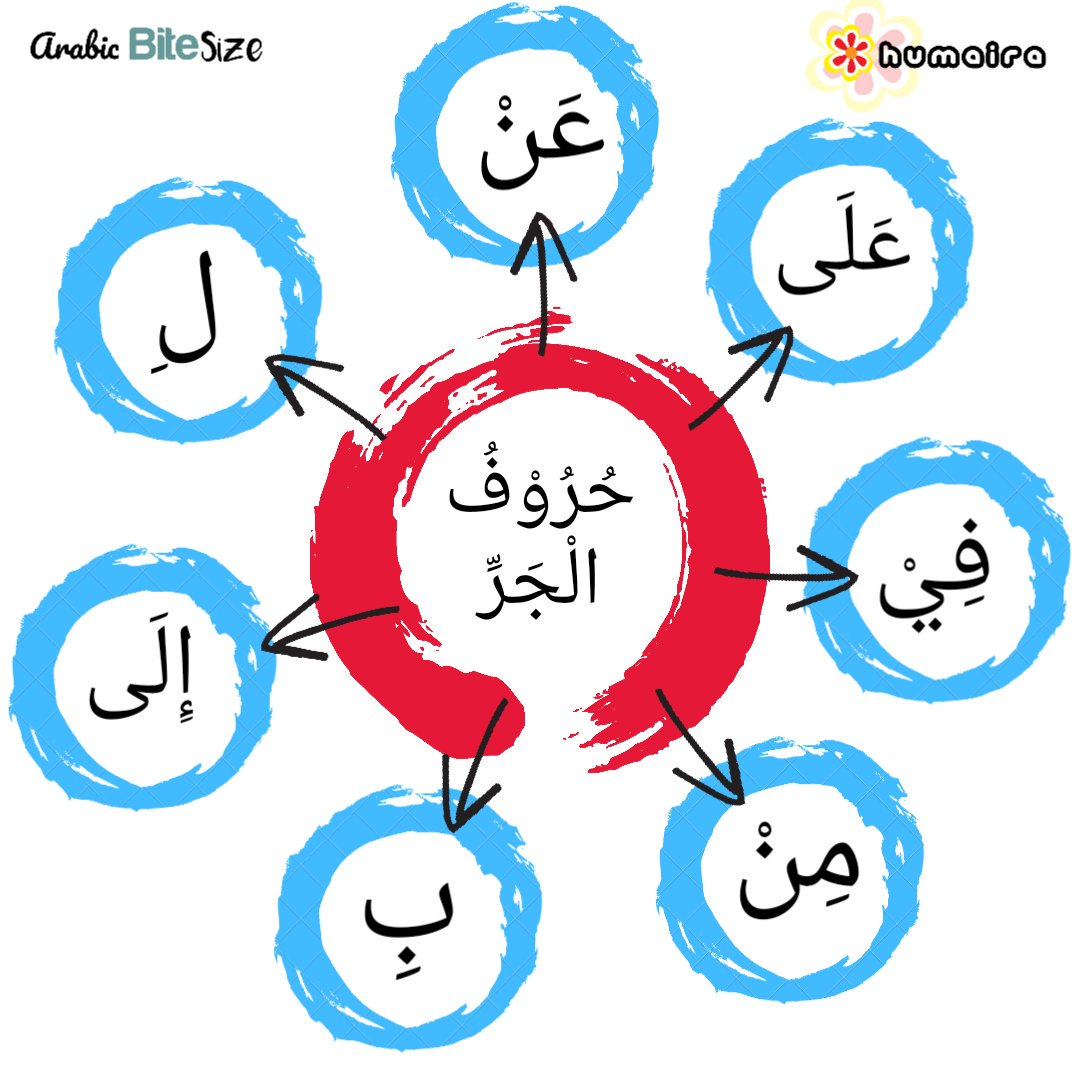 Arabic BiteSize
humaira
عَنْ
عَلَى
لِ
حُرُوْفُ
الْجَرِّ
فِيْ
إِلَى
مِنْ
بِ